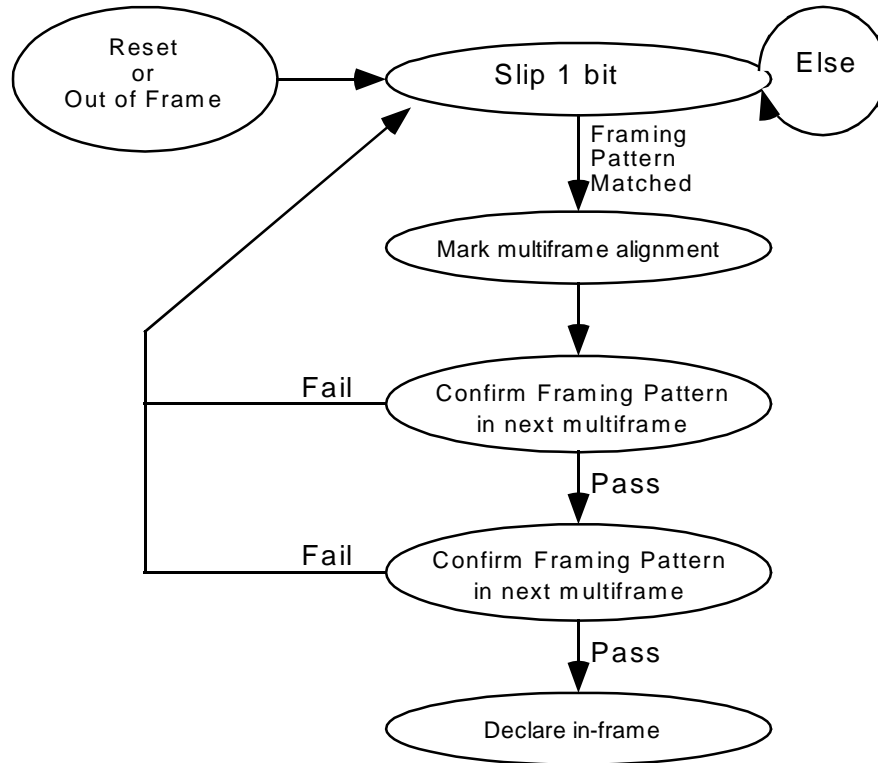 Reset
or
Out of Frame
Slip 1 bit
Else
Framing
Pattern
Matched
Mark multiframe alignment
Fail
Confirm Framing Pattern
in next multiframe
Pass
Fail
Confirm Framing Pattern
in next multiframe
Pass
Declare in-frame